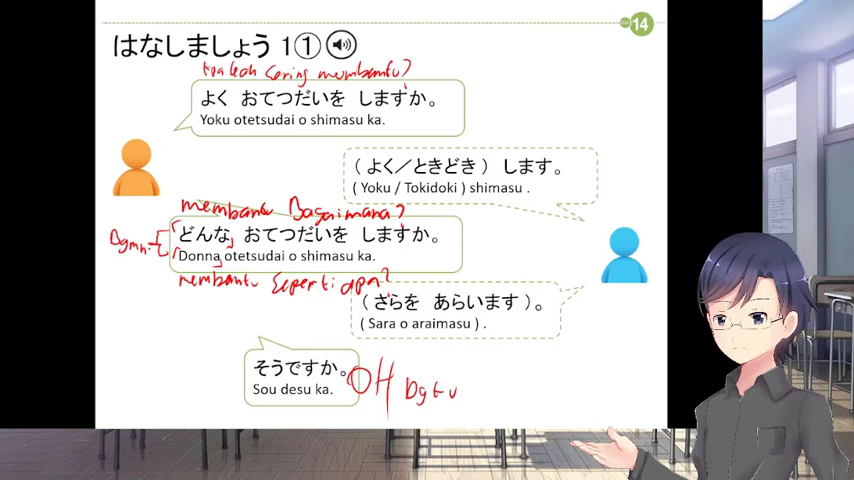 14
はなしましょう 1①
membantu?
よく おてつだいを しますか。
Yoku otetsudai o shimasu ka.
( よく／ときどき ) します。
( Yoku / Tokidoki ) shimasu .
membantu Bagaimana?
どんな おてつだいを しますか。
Donna otetsudai o shimasu ka.
membantu seperti apa?
( さらを あらいます )。
( Sara o araimasu ) .
そうですか。
Sou desu ka.
OH Bgtu